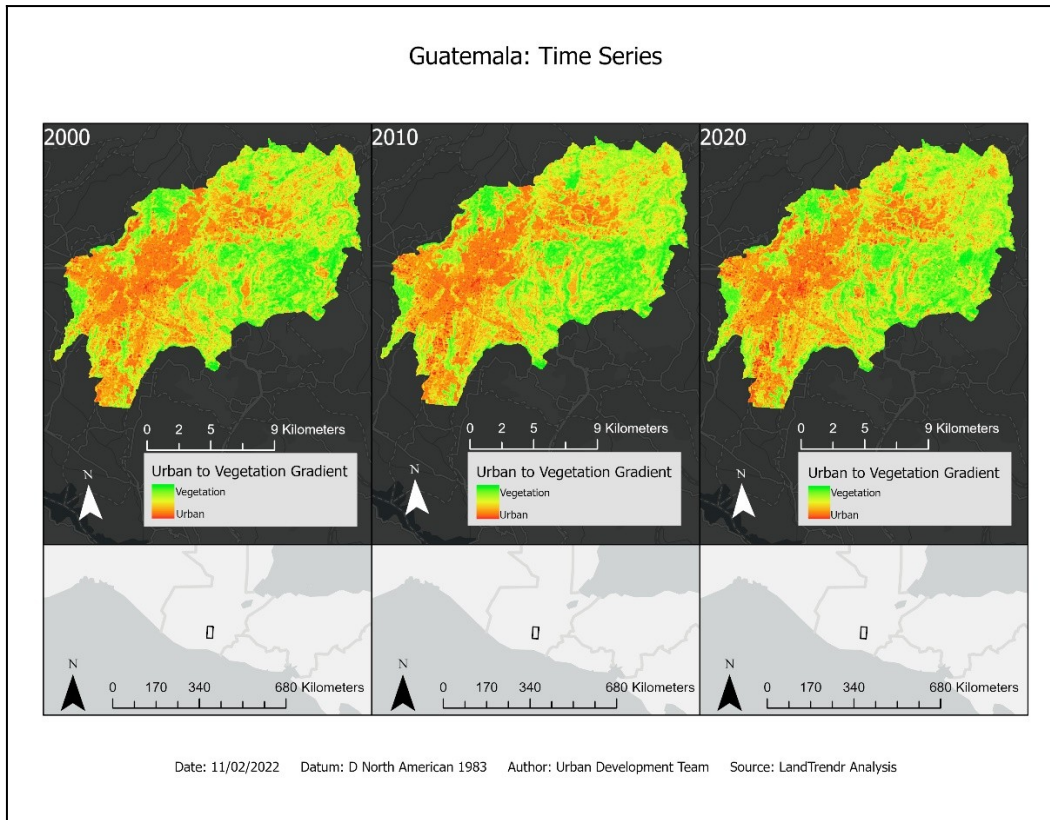 Guatemala: Time Series
2000
0 2 5 9 Kilometers
N
Urban to Vegetation Gradient
Vegetation
Urban
N
0 170 340 680 Kilometers
2010
0 2 5 9 Kilometers
N
Urban to Vegetation Gradient
Vegetation
Urban
N
0 170 340 680 Kilometers
2020
0 2 5 9 Kilometers
N
Urban to Vegetation Gradient
Vegetation
Urban
N
0 170 340 680 Kilometers
Date: 11/02/2022 Datum: D North American 1983 Author: Urban Development Team Source: LandTrendr Analysis